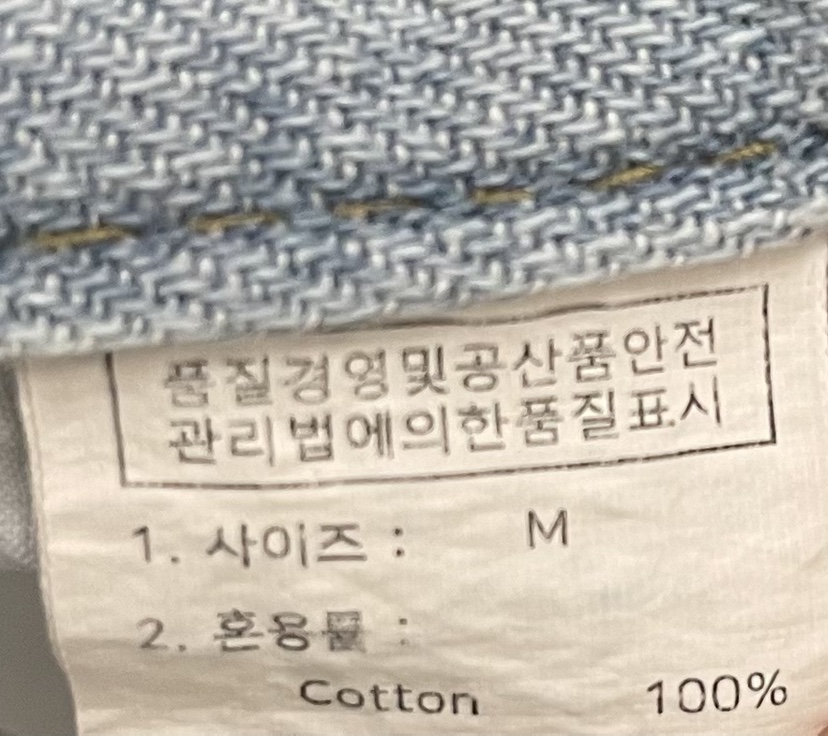 품질경영및공산품안전
관리법에의한품질표시
1. 사이즈 : M
2. 혼용물 :
Cotton 100%